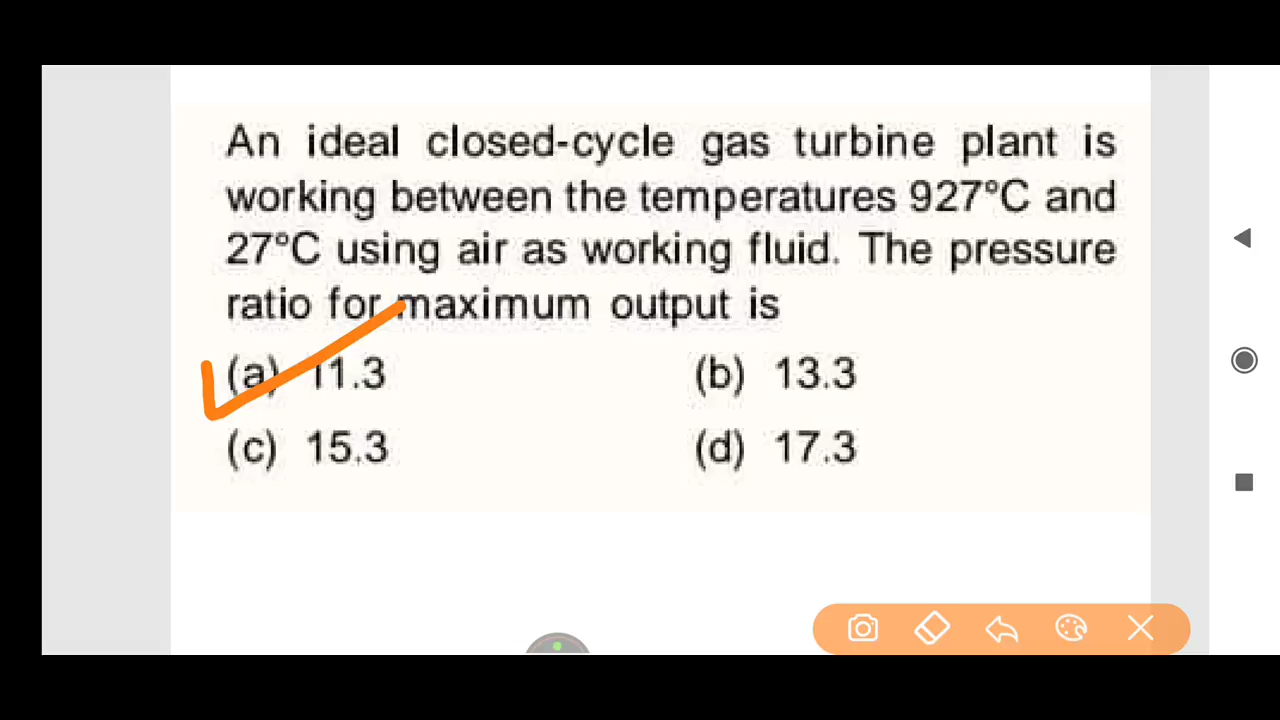 An ideal closed-cycle gas turbine plant is
working between the temperatures 927°C and
27°C using air as working fluid. The pressure
ratio for maximum output is
(a) 11.3 (b) 13.3
(c) 15.3 (d) 17.3